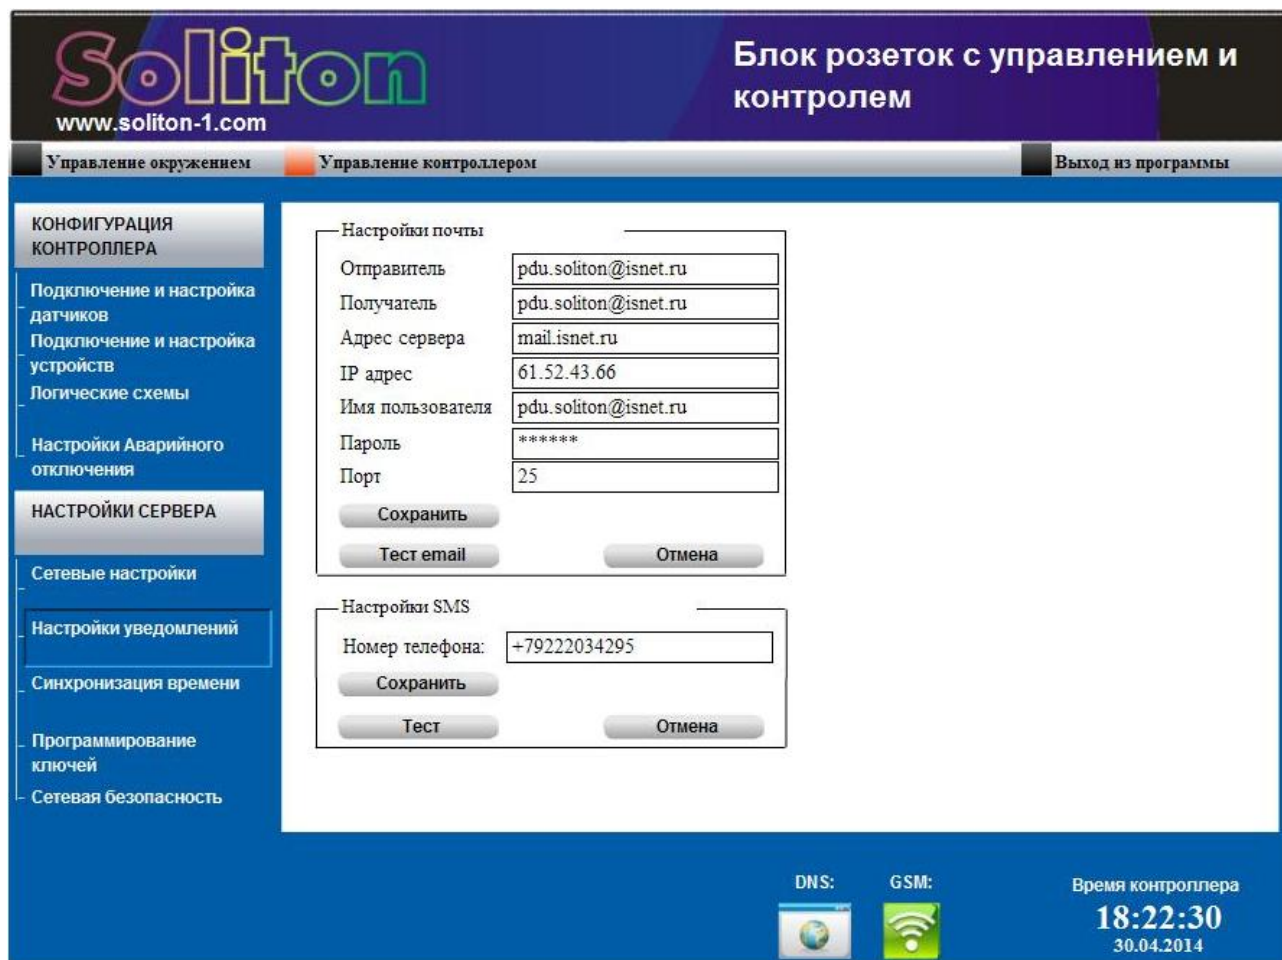 Soliton
www.soliton-1.com
Блок розеток с управлением и
контролем
Управление окружением
Управление контроллером
Выход из программы
КОНФИГУРАЦИЯ
КОНТРОЛЛЕРА
Подключение и настройка
датчиков
Подключение и настройка
устройств
Логические схемы
Настройки Аварийного
отключения
НАСТРОЙКИ СЕРВЕРА
Сетевые настройки
Настройки уведомлений
Синхронизация времени
Программирование
ключей
Сетевая безопасность
Настройки почты
Отправитель pdu.soliton@isnet.ru
Получатель pdu.soliton@isnet.ru
Адрес сервера mail.isnet.ru
IP адрес 61.52.43.66
Имя пользователя pdu.soliton@isnet.ru
Пароль ******
Порт 25
Сохранить
Тест email Отмена
Настройки SMS
Номер телефона: +79222034295
Сохранить
Тест Отмена
DNS: GSM:
Время контроллера
18:22:30
30.04.2014